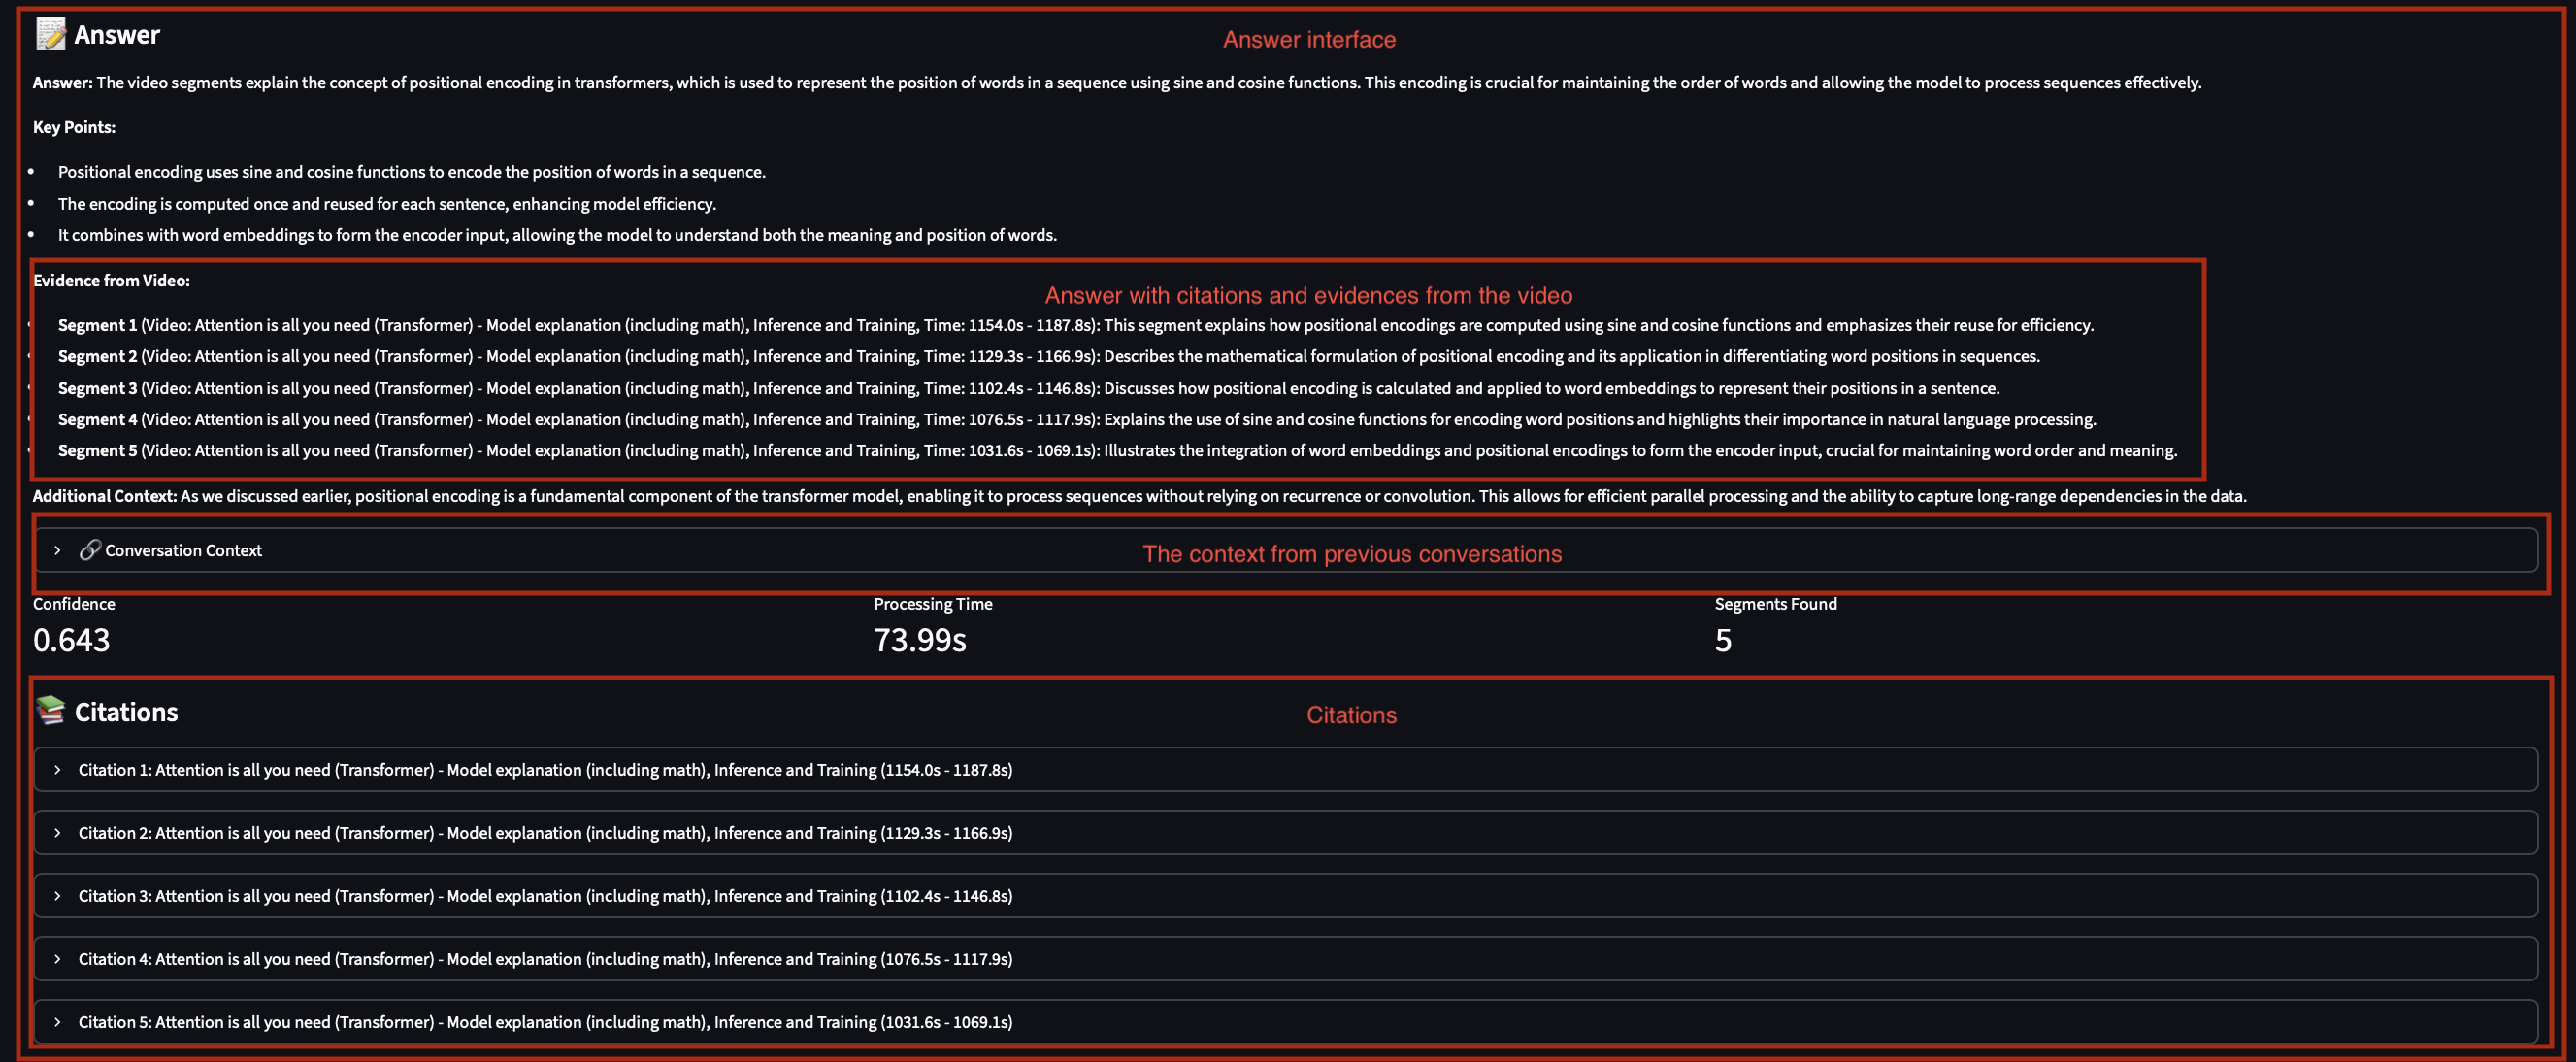 Answer
Answer interface
Answer: The video segments explain the concept of positional encoding in transformers, which is used to represent the position of words in a sequence using sine and cosine functions. This encoding is crucial for maintaining the order of words and allowing the model to process sequences effectively.
Key Points:
• Positional encoding uses sine and cosine functions to encode the position of words in a sequence.
• The encoding is computed once and reused for each sentence, enhancing model efficiency.
• It combines with word embeddings to form the encoder input, allowing the model to understand both the meaning and position of words.
Evidence from Video:
Answer with citations and evidences from the video
Segment 1 (Video: Attention is all you need (Transformer) - Model explanation (including math), Inference and Training, Time: 1154.0s - 1187.8s): This segment explains how positional encodings are computed using sine and cosine functions and emphasizes their reuse for efficiency.
Segment 2 (Video: Attention is all you need (Transformer) - Model explanation (including math), Inference and Training, Time: 1129.3s - 1166.9s): Describes the mathematical formulation of positional encoding and its application in differentiating word positions in sequences.
Segment 3 (Video: Attention is all you need (Transformer) - Model explanation (including math), Inference and Training, Time: 1102.4s - 1146.8s): Discusses how positional encoding is calculated and applied to word embeddings to represent their positions in a sentence.
Segment 4 (Video: Attention is all you need (Transformer) - Model explanation (including math), Inference and Training, Time: 1076.5s - 1117.9s): Explains the use of sine and cosine functions for encoding word positions and highlights their importance in natural language processing.
Segment 5 (Video: Attention is all you need (Transformer) - Model explanation (including math), Inference and Training, Time: 1031.6s - 1069.1s): Illustrates the integration of word embeddings and positional encodings to form the encoder input, crucial for maintaining word order and meaning.
Additional Context: As we discussed earlier, positional encoding is a fundamental component of the transformer model, enabling it to process sequences without relying on recurrence or convolution. This allows for efficient parallel processing and the ability to capture long-range dependencies in the data.
Conversation Context
The context from previous conversations
Confidence
0.643
Processing Time
73.99s
Segments Found
5
Citations
Citations
Citation 1: Attention is all you need (Transformer) - Model explanation (including math), Inference and Training (1154.0s - 1187.8s)
Citation 2: Attention is all you need (Transformer) - Model explanation (including math), Inference and Training (1129.3s - 1166.9s)
Citation 3: Attention is all you need (Transformer) - Model explanation (including math), Inference and Training (1102.4s - 1146.8s)
Citation 4: Attention is all you need (Transformer) - Model explanation (including math), Inference and Training (1076.5s - 1117.9s)
Citation 5: Attention is all you need (Transformer) - Model explanation (including math), Inference and Training (1031.6s - 1069.1s)